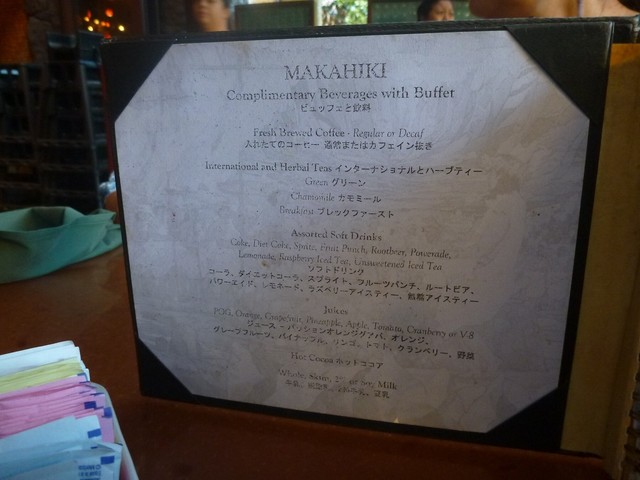 MAKAHIKI
Complimentary Beverages with Buffet
ビュッフェと飲料
Fresh Brewed Coffee - Regular or Decaf
入れたてのコーヒー 通常またはカフェイン抜き
International and Herbal Teas インターナショナルとハーブティー
Green グリーン
Chamomile カモミール
Breakfast ブレックファースト
Assorted Soft Drinks
Coke, Diet Coke, Sprite, Fruit Punch, Rootbeer, Powerade,
Lemonade, Raspberry Iced Tea, Unsweetened Iced Tea
ソフトドリンク
コーラ、ダイエットコーラ、スプライト、フルーツパンチ、ルートビア、
パワーエイド、レモネード、ラズベリーアイスティー、無糖アイスティー
Juices
POG, Orange, Grapefruit, Pineapple, Apple, Tomato, Cranberry or V-8
ジュース - パッションオレンジグアバ、オレンジ、
グレープフルーツ、パイナップル、リンゴ、トマト、クランベリー、野菜
Hot Cocoa ホットココア
Whole, Skim, 2% or Soy Milk
豆乳